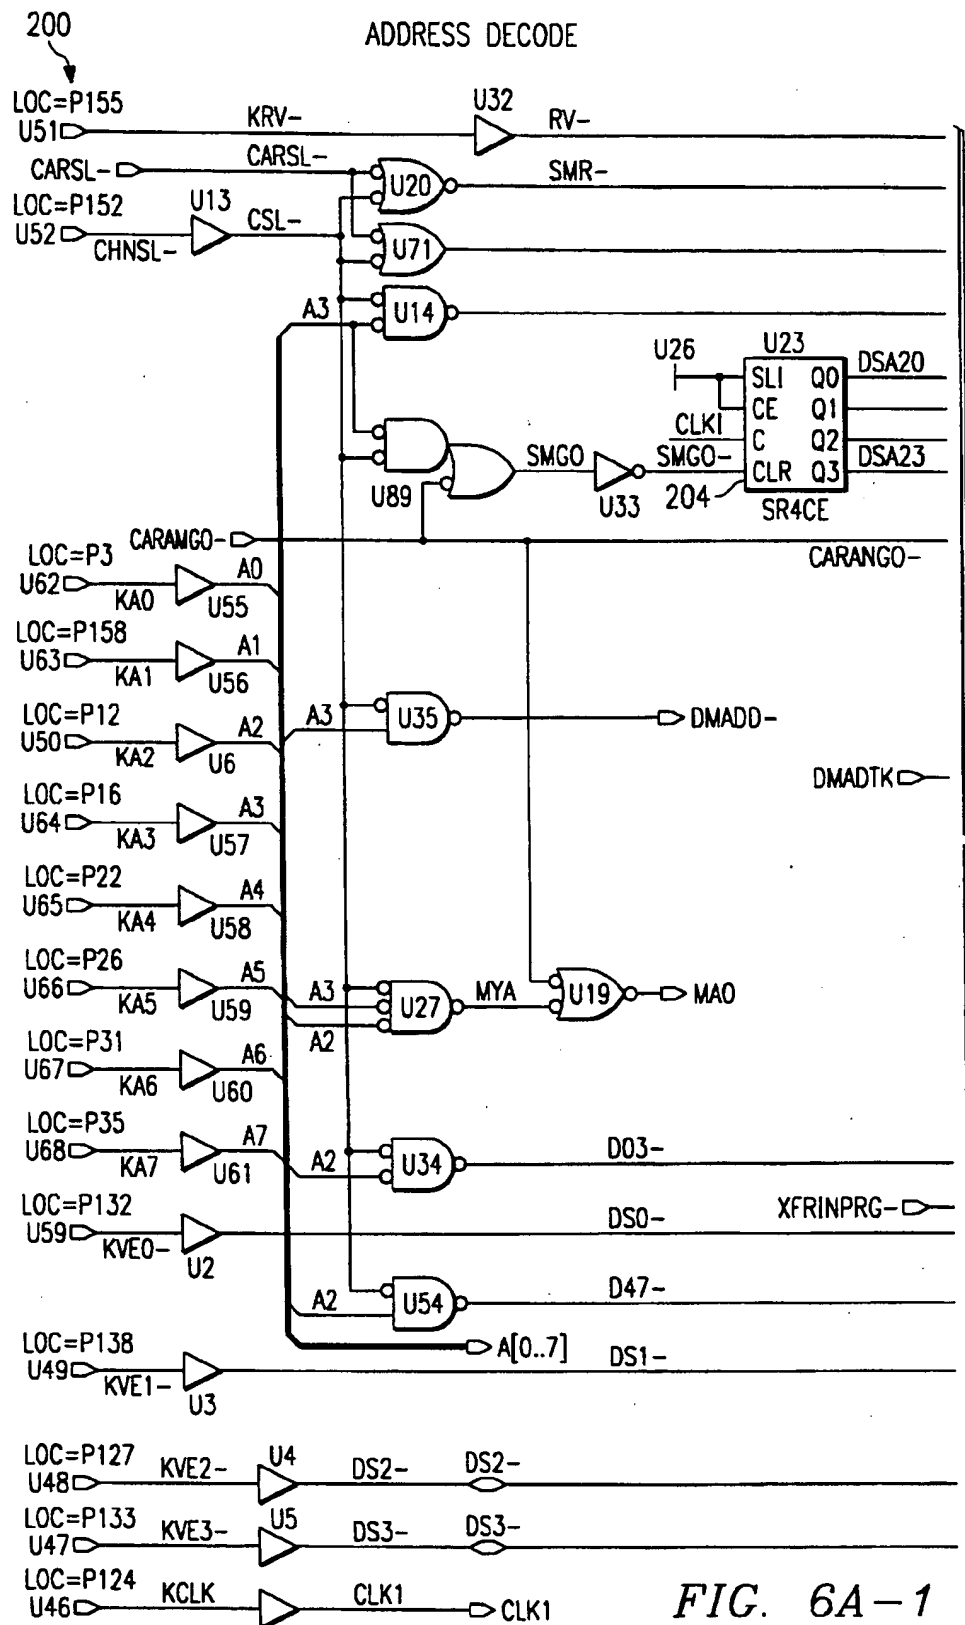 200
ADDRESS DECODE
LOC=P155
U51
KRV-
U32
RV-
CARSL-
CARSL-
U20
SMR-
LOC=P152
U52
CHNSL-
U13
CSL-
U71
A3
U14
U26
U23
SLI Q0 DSA20
CE Q1
CLKI
C Q2
CLR Q3 DSA23
204
SR4CE
U89
SMGO
U33
SMGO-
CARAMGO-
CARANGO-
LOC=P3
U62
KA0
U55
A0
LOC=P158
U63
KA1
U56
A1
LOC=P12
U50
KA2
U6
A2
A3
U35
DMADD-
DMADTK
LOC=P16
U64
KA3
U57
A3
LOC=P22
U65
KA4
U58
A4
LOC=P26
U66
KA5
U59
A5
A3
A2
U27
MYA
U19
MAO
LOC=P31
U67
KA6
U60
A6
LOC=P35
U68
KA7
U61
A7
A2
U34
D03-
XFRINPRG-
LOC=P132
U59
KVE0-
U2
DS0-
A2
U54
D47-
A[0..7]
LOC=P138
U49
KVE1-
U3
DS1-
LOC=P127
U48
KVE2-
U4
DS2-
DS2-
LOC=P133
U47
KVE3-
U5
DS3-
DS3-
LOC=P124
U46
KCLK
CLK1
CLK1
FIG. 6A-1